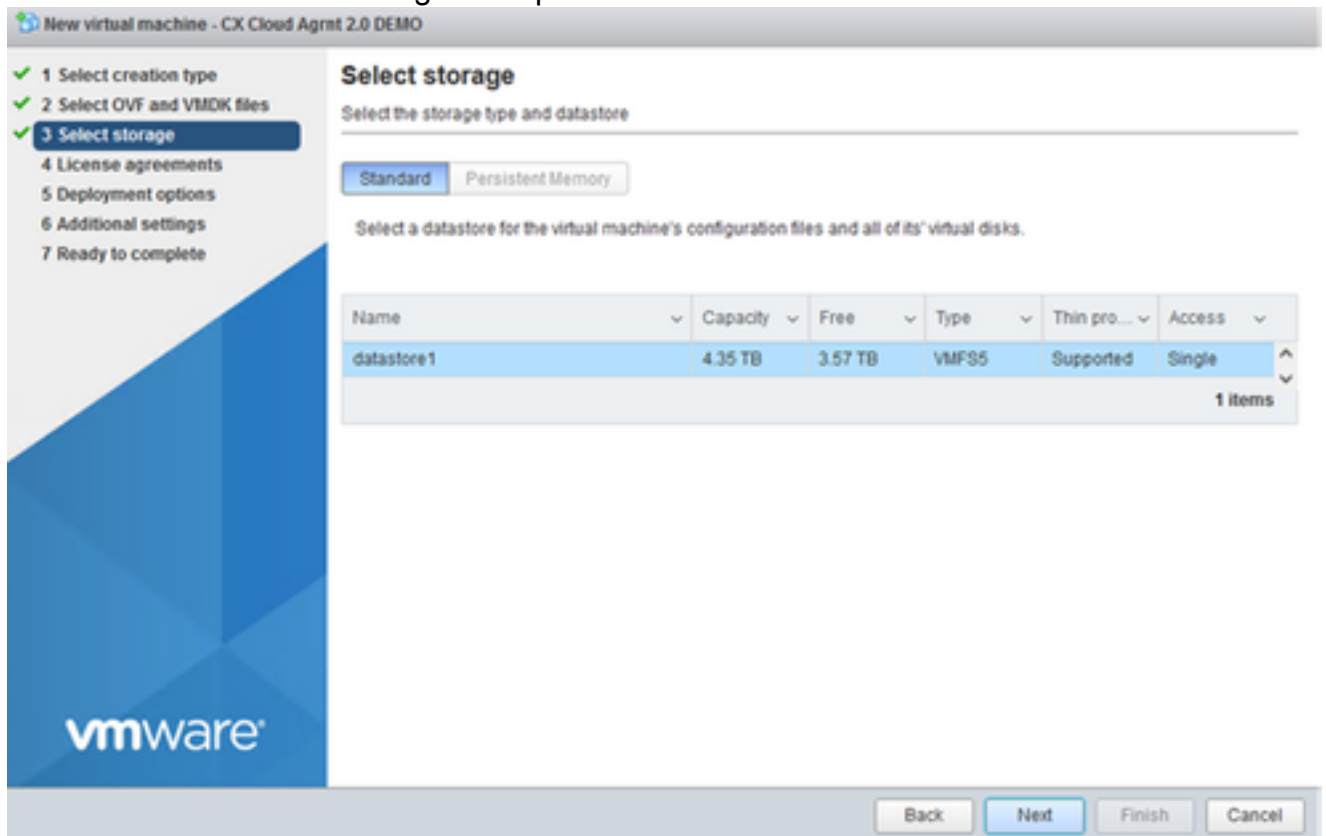 New virtual machine - CX Cloud Agrnt 2.0 DEMO
1 Select creation type
2 Select OVF and VMDK files
3 Select storage
4 License agreements
5 Deployment options
6 Additional settings
7 Ready to complete
vmware®
Select storage
Select the storage type and datastore
Standard Persistent Memory
Select a datastore for the virtual machine's configuration files and all of its' virtual disks.
Name Capacity Free Type Thin pro... Access
datastore1 4.35 TB 3.57 TB VMFS5 Supported Single
1 items
Back Next Finish Cancel